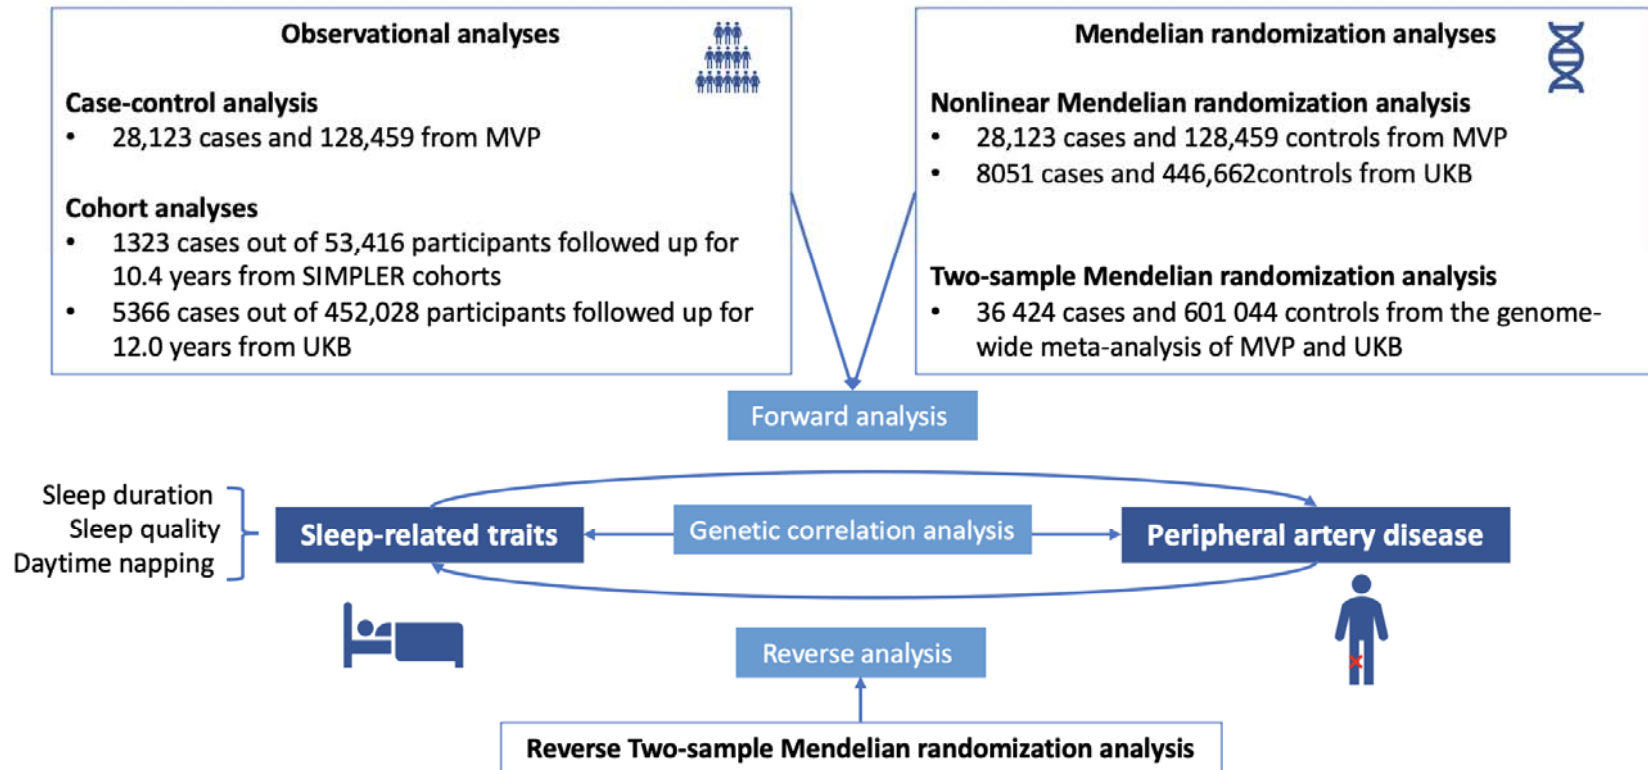 Observational analyses
Case-control analysis
• 28,123 cases and 128,459 from MVP
Cohort analyses
• 1323 cases out of 53,416 participants followed up for
10.4 years from SIMPLER cohorts
• 5366 cases out of 452,028 participants followed up for
12.0 years from UKB
Mendelian randomization analyses
Nonlinear Mendelian randomization analysis
• 28,123 cases and 128,459 controls from MVP
• 8051 cases and 446,662controls from UKB
Two-sample Mendelian randomization analysis
• 36 424 cases and 601 044 controls from the genome-
wide meta-analysis of MVP and UKB
Forward analysis
Sleep duration
Sleep quality
Daytime napping
Sleep-related traits
Genetic correlation analysis
Peripheral artery disease
Reverse analysis
Reverse Two-sample Mendelian randomization analysis